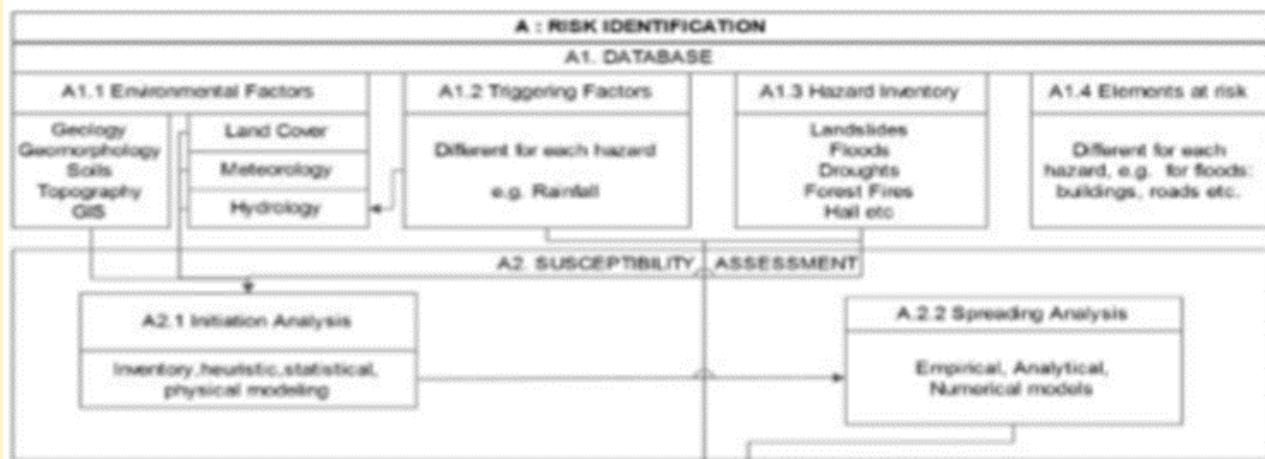 A : RISK IDENTIFICATION
A1. DATABASE
A1.1 Environmental Factors
Geology
Geomorphology
Soils
Topography
GIS
Land Cover
Meteorology
Hydrology
A1.2 Triggering Factors
Different for each hazard
e.g. Rainfall
A1.3 Hazard Inventory
Landslides
Floods
Droughts
Forest Fires
Hail etc
A1.4 Elements at risk
Different for each
hazard, e.g. for floods:
buildings, roads etc.
A2. SUSCEPTIBILITY ASSESSMENT
A2.1 Initiation Analysis
Inventory,heuristic,statistical,
physical modeling
A.2.2 Spreading Analysis
Empirical, Analytical,
Numerical models